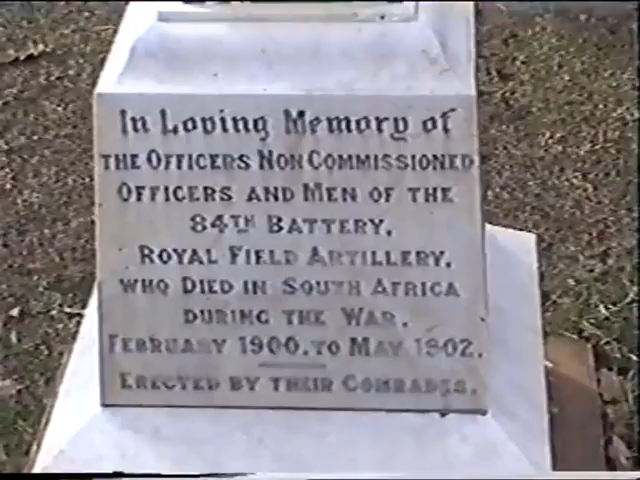 In Loving Memory of
THE OFFICERS NON COMMISSIONED
OFFICERS AND MEN OF THE
84TH BATTERY,
ROYAL FIELD ARTILLERY,
WHO DIED IN SOUTH AFRICA
DURING THE WAR.
FEBRUARY 1900. TO MAY 1902.
ERECTED BY THEIR COMRADES.